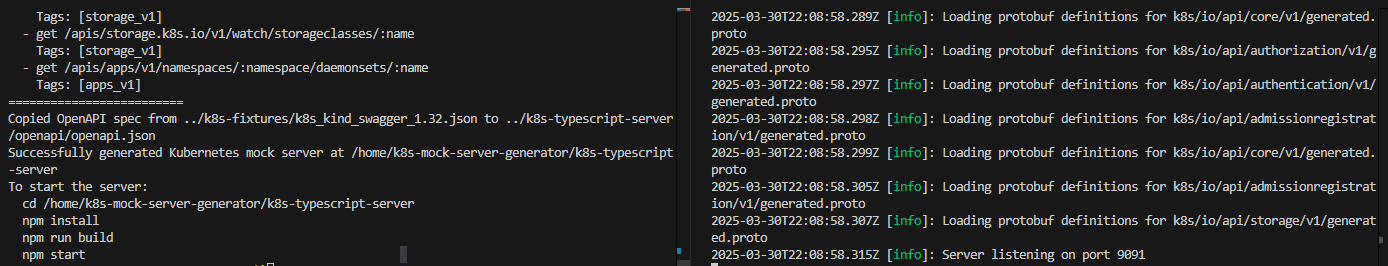 Tags: [storage_v1]
- get /apis/storage.k8s.io/v1/watch/storageclasses/:name
Tags: [storage_v1]
- get /apis/apps/v1/namespaces/:namespace/daemonsets/:name
Tags: [apps_v1]
=========================
Copied OpenAPI spec from ../k8s-fixtures/k8s_kind_swagger_1.32.json to ../k8s-typescript-server
/openapi/openapi.json
Successfully generated Kubernetes mock server at /home/k8s-mock-server-generator/k8s-typescript
-server
To start the server:
cd /home/k8s-mock-server-generator/k8s-typescript-server
npm install
npm run build
npm start
2025-03-30T22:08:58.289Z [info]: Loading protobuf definitions for k8s/io/api/core/v1/generated.
proto
2025-03-30T22:08:58.295Z [info]: Loading protobuf definitions for k8s/io/api/authorization/v1/g
enerated.proto
2025-03-30T22:08:58.297Z [info]: Loading protobuf definitions for k8s/io/api/authentication/v1/
generated.proto
2025-03-30T22:08:58.298Z [info]: Loading protobuf definitions for k8s/io/api/admissionregistrat
ion/v1/generated.proto
2025-03-30T22:08:58.299Z [info]: Loading protobuf definitions for k8s/io/api/core/v1/generated.
proto
2025-03-30T22:08:58.305Z [info]: Loading protobuf definitions for k8s/io/api/admissionregistrat
ion/v1/generated.proto
2025-03-30T22:08:58.307Z [info]: Loading protobuf definitions for k8s/io/api/storage/v1/generat
ed.proto
2025-03-30T22:08:58.315Z [info]: Server listening on port 9091